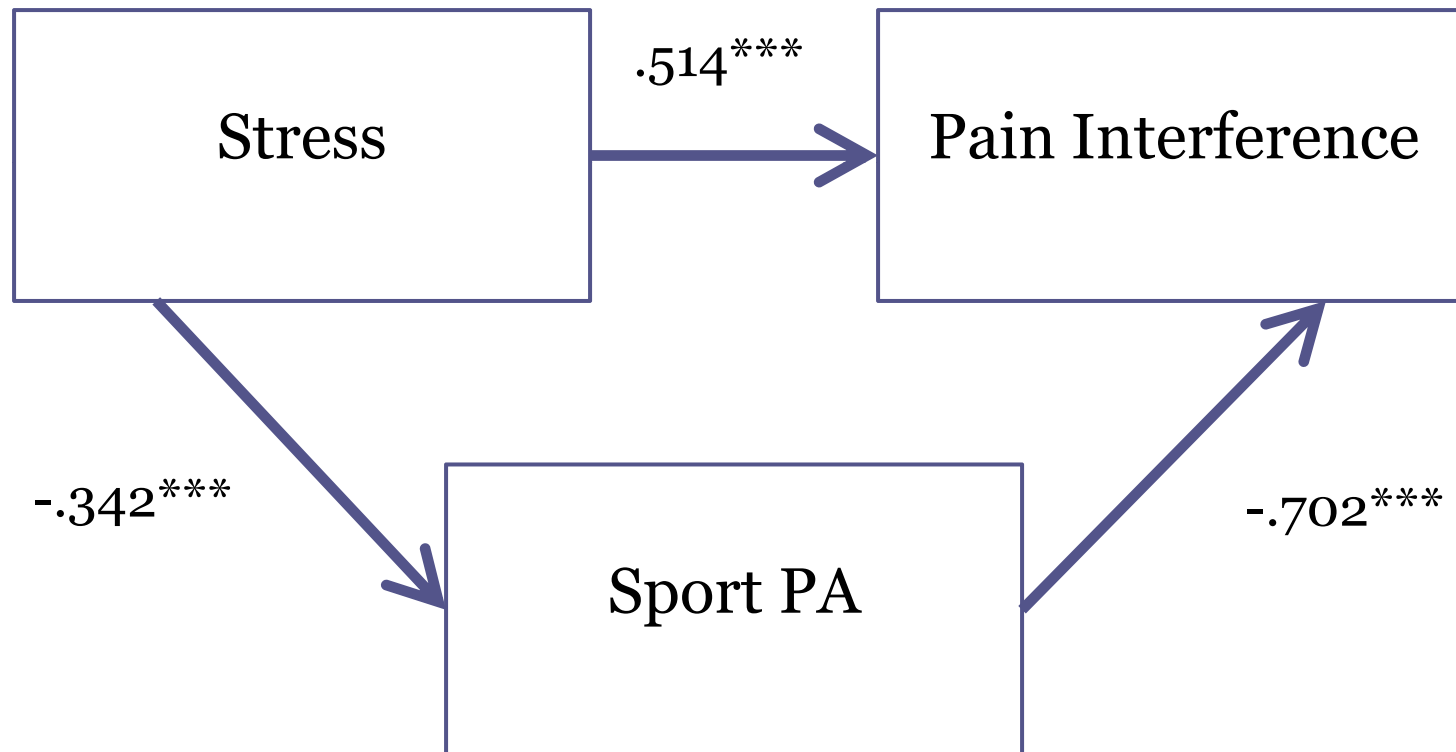 .514***
Stress
Pain Interference
-.342***
-.702***
Sport PA